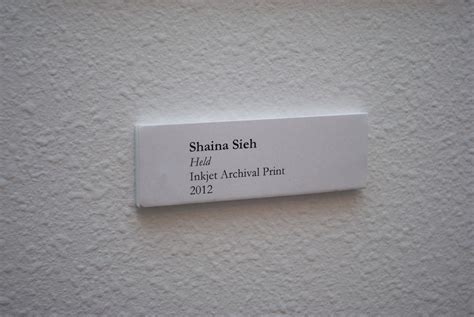 Shaina Sieh
Held
Inkjet Archival Print
2012